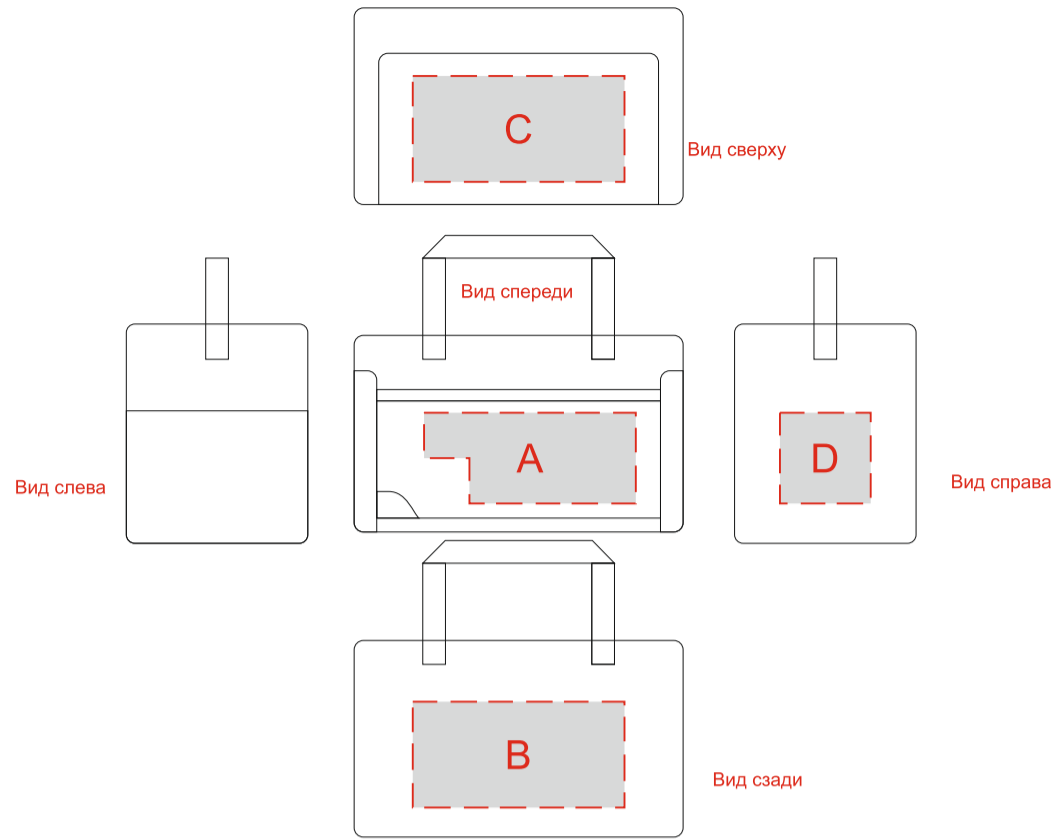 C
Вид сверху
Вид спереди
A
D
Вид слева
Вид справа
B
Вид сзади